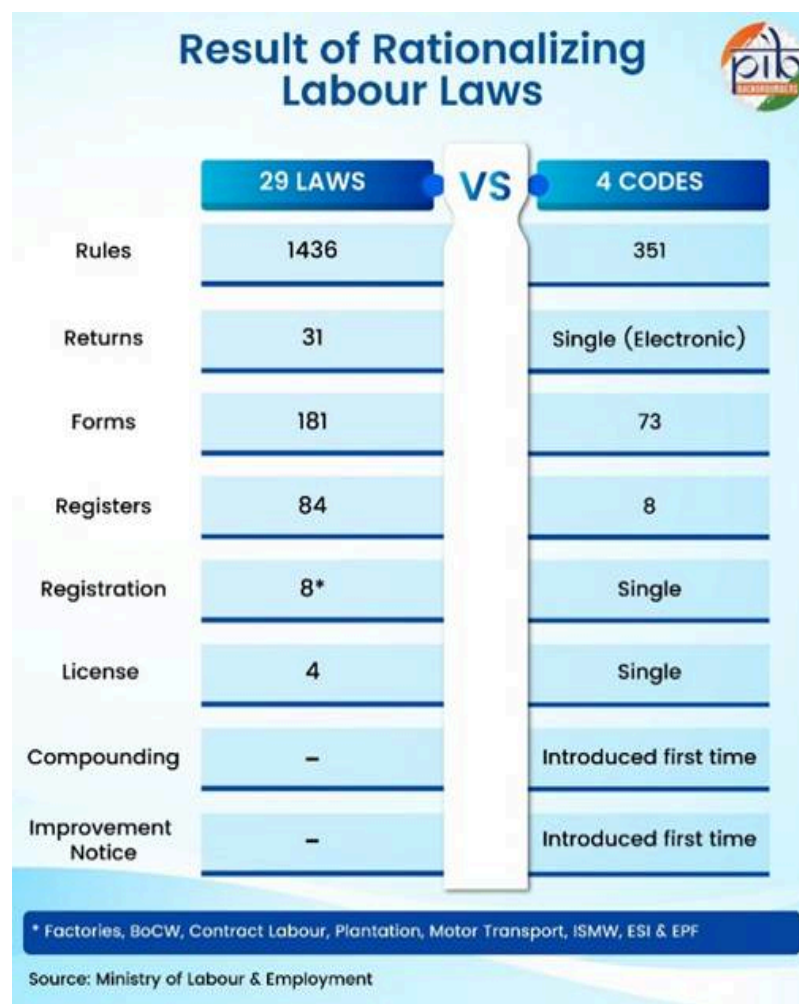 Result of Rationalizing
Labour Laws
pib
BACKGROUNDERS
29 LAWS VS 4 CODES
Rules 1436 351
Returns 31 Single (Electronic)
Forms 181 73
Registers 84 8
Registration 8* Single
License 4 Single
Compounding – Introduced first time
Improvement
Notice – Introduced first time
* Factories, BoCW, Contract Labour, Plantation, Motor Transport, ISMW, ESI & EPF
Source: Ministry of Labour & Employment